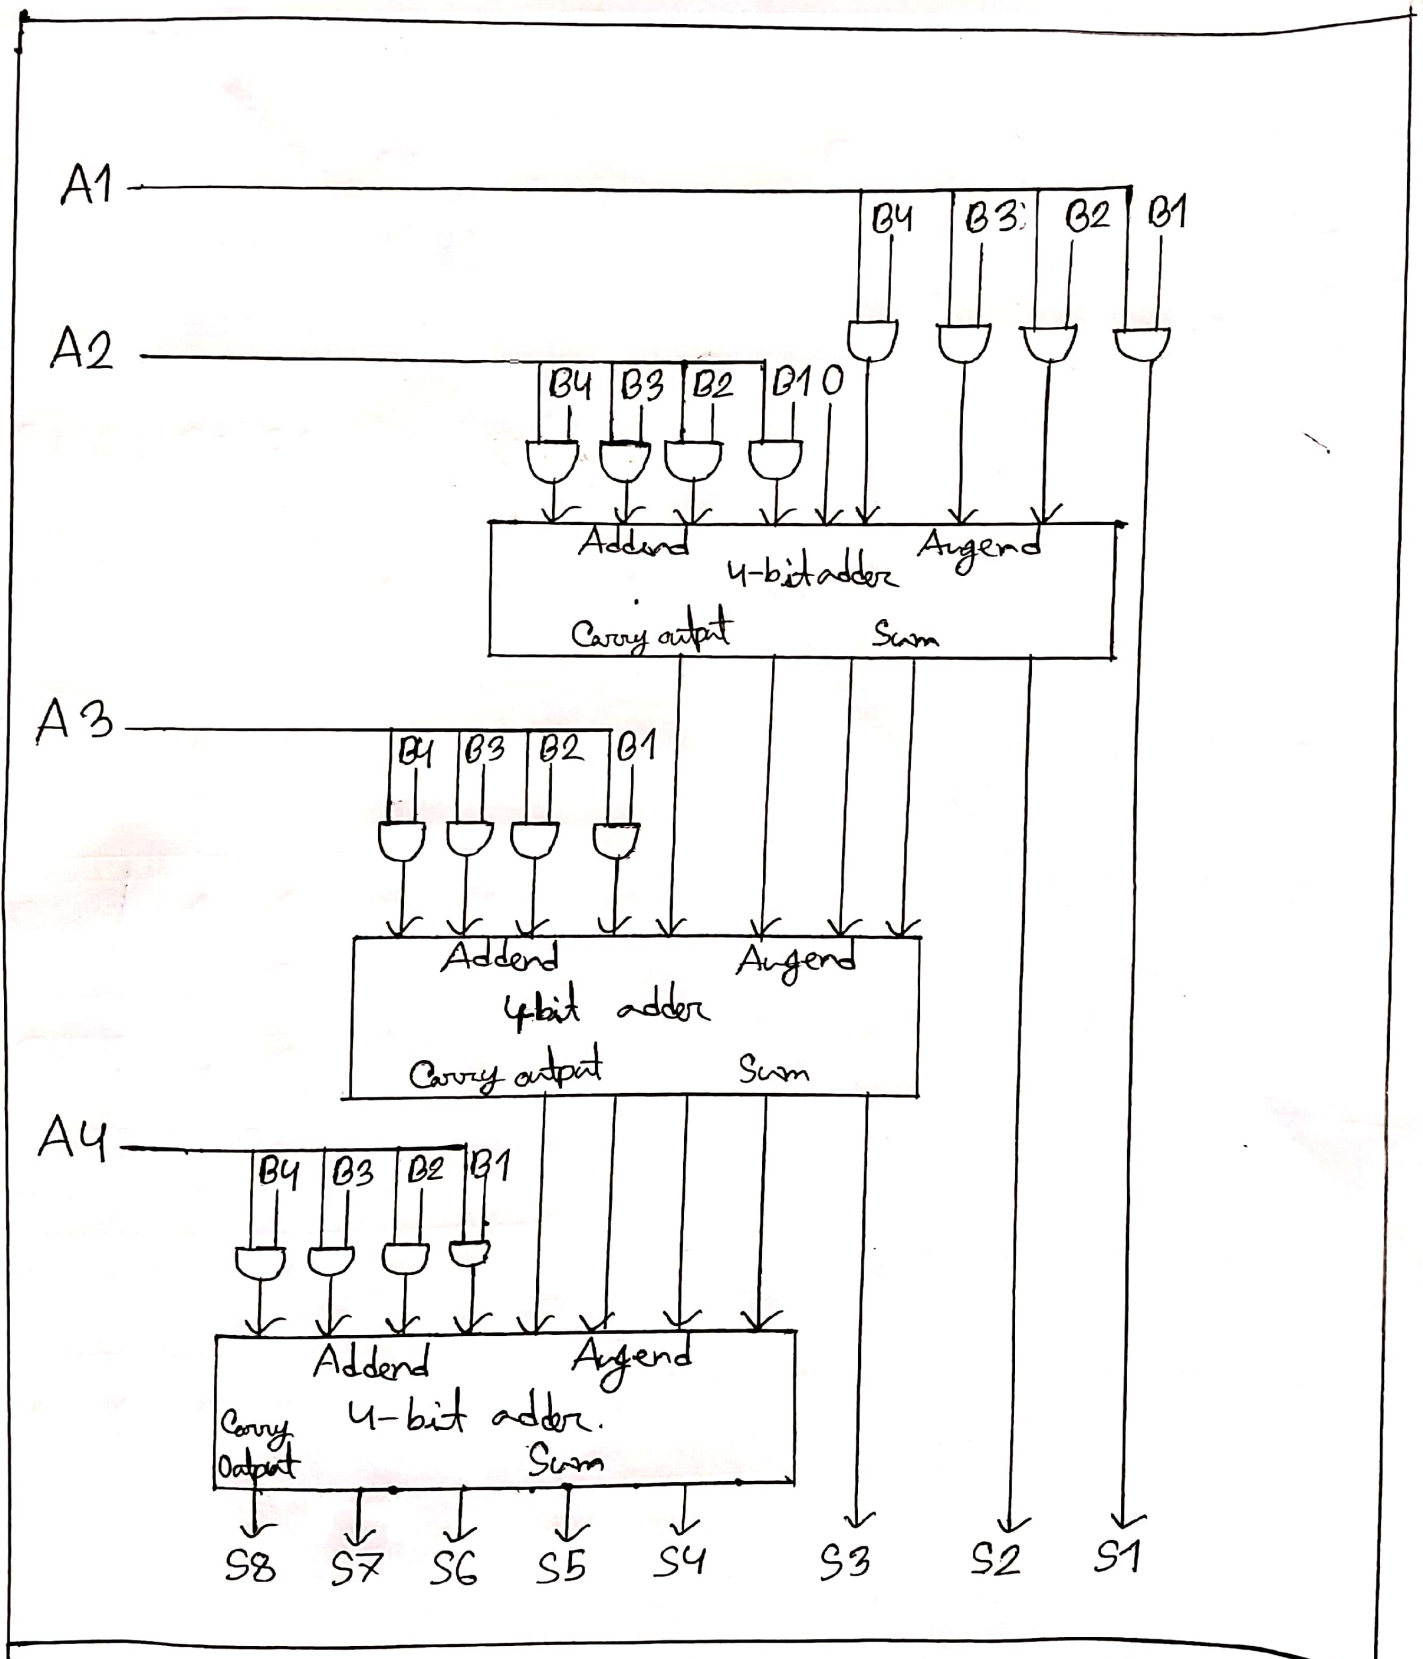 A1
B4 B3 B2 B1
A2
B4 B3 B2 B1 0
Addend Augend
4-bit adder
Carry output Sum
A3
B4 B3 B2 B1
Addend Augend
4-bit adder
Carry output Sum
A4
B4 B3 B2 B1
Addend Augend
4-bit adder.
Carry
Output Sum
S8 S7 S6 S5 S4 S3 S2 S1